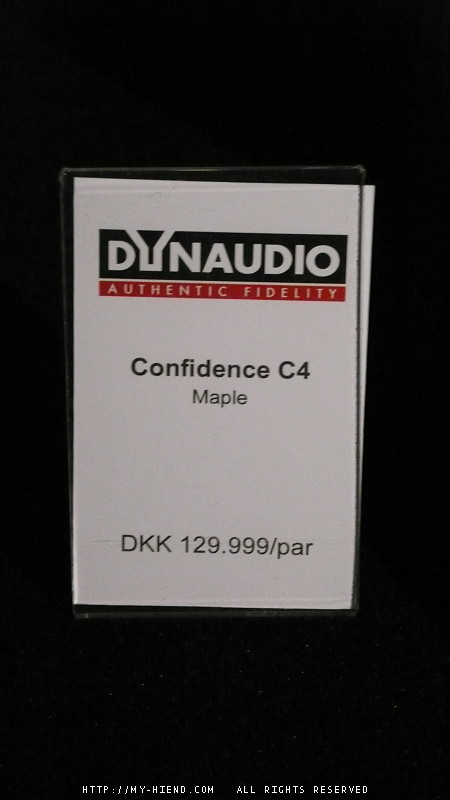 DYNAUDIO
AUTHENTIC FIDELITY
Confidence C4
Maple
DKK 129.999/par
HTTP://MY-HIEND.COM ALL RIGHTS RESERVED